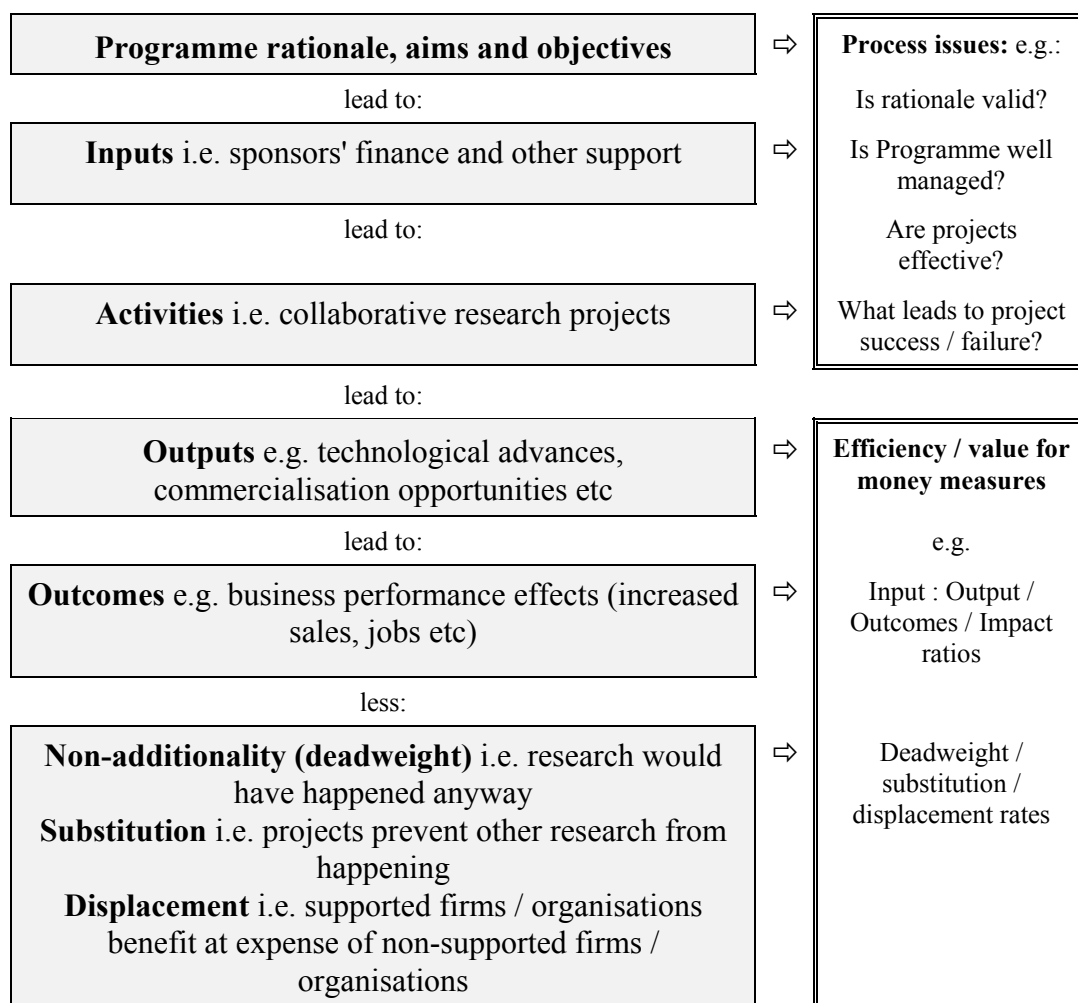 Programme rationale, aims and objectives
⇨
Process issues: e.g.:
lead to:
Is rationale valid?
Inputs i.e. sponsors' finance and other support
⇨
Is Programme well
managed?
lead to:
Are projects
effective?
Activities i.e. collaborative research projects
⇨
What leads to project
success / failure?
lead to:
Outputs e.g. technological advances,
commercialisation opportunities etc
⇨
Efficiency / value for
money measures
lead to:
e.g.
Outcomes e.g. business performance effects (increased
sales, jobs etc)
⇨
Input : Output /
Outcomes / Impact
ratios
less:
Non-additionality (deadweight) i.e. research would
have happened anyway
Substitution i.e. projects prevent other research from
happening
Displacement i.e. supported firms / organisations
benefit at expense of non-supported firms /
organisations
⇨
Deadweight /
substitution /
displacement rates